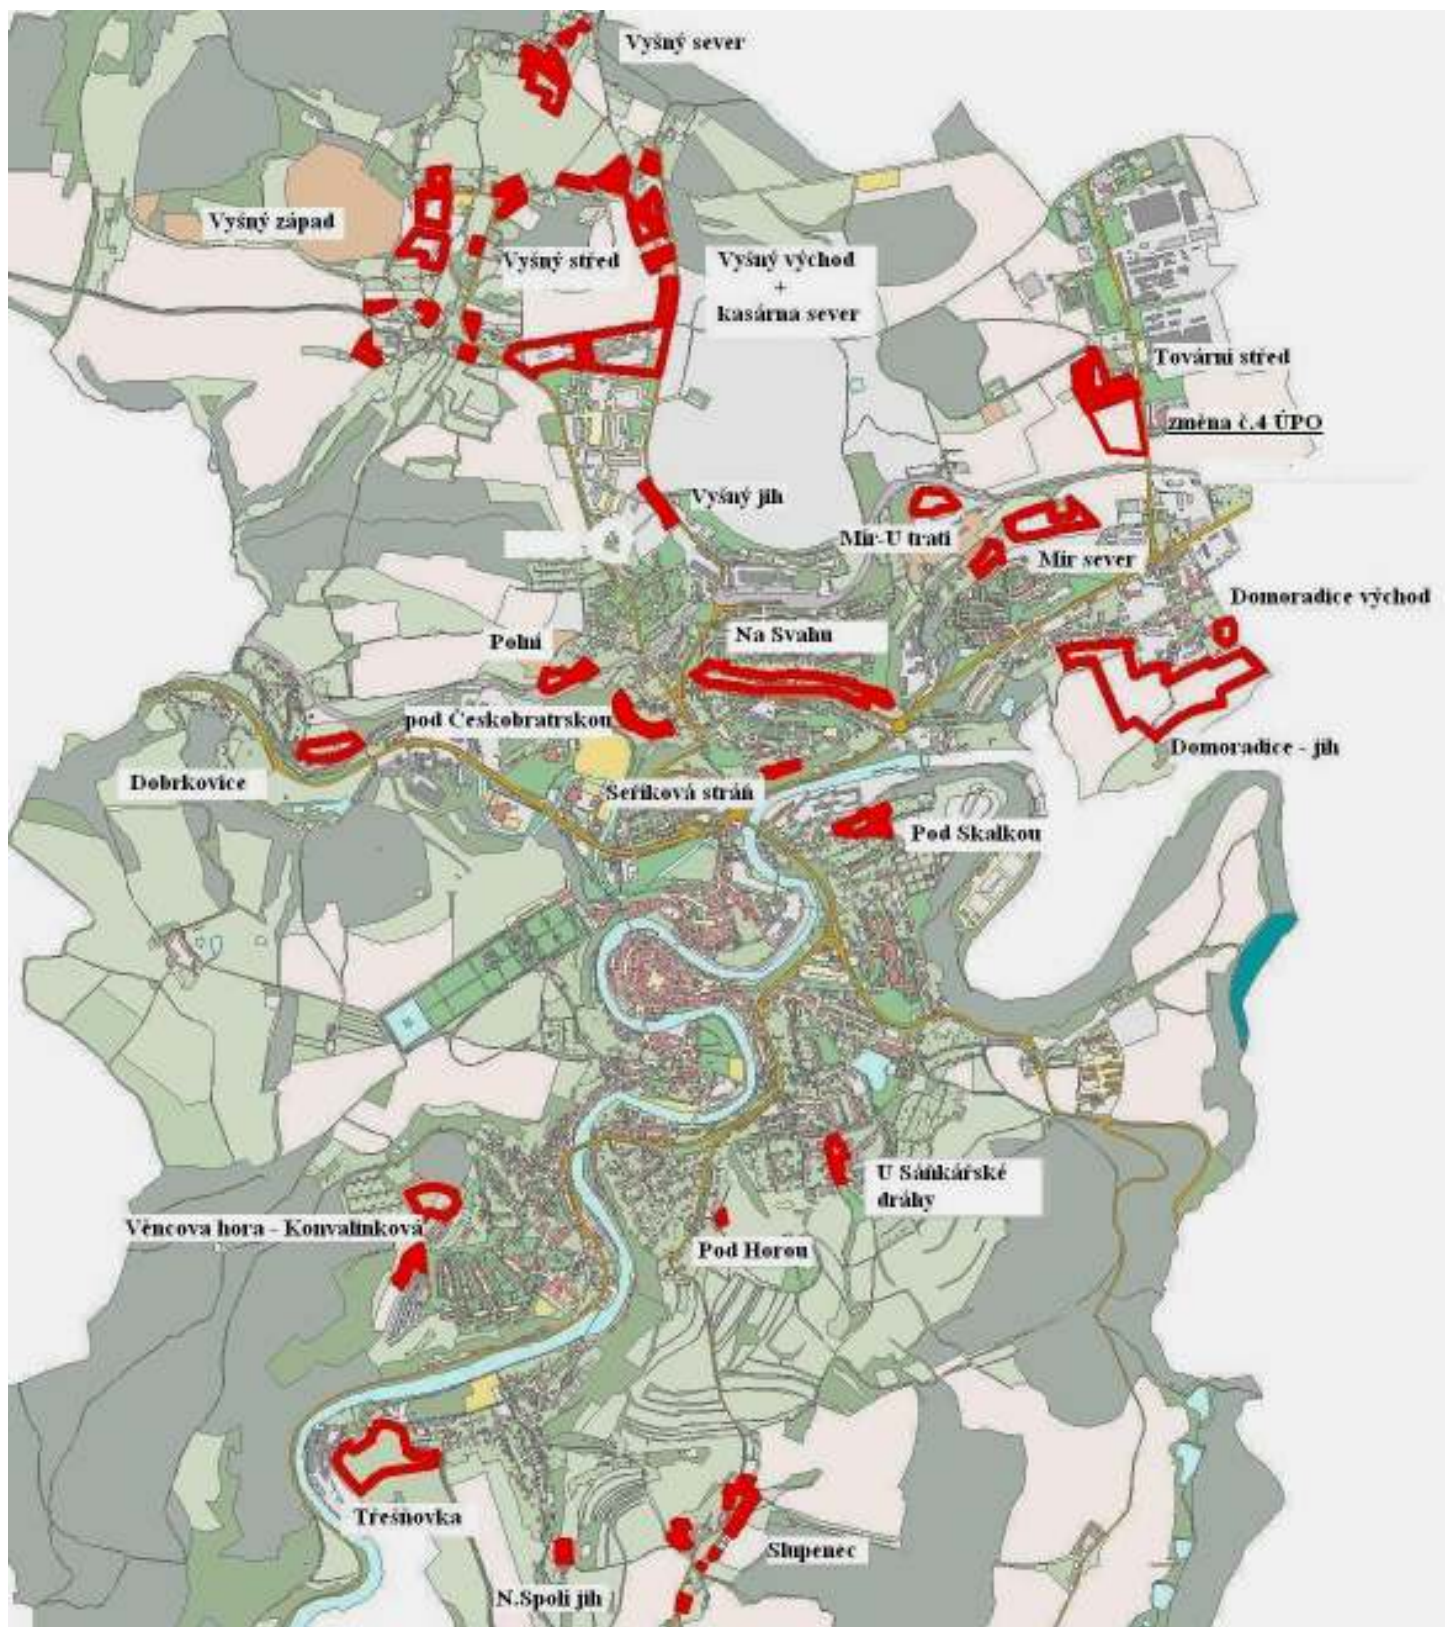 Vyšný sever
Vyšný západ
Vyšný střed
Vyšný východ
+
kasárna sever
Tovární střed
změna č.4 ÚPO
Vyšný jih
Mír-U trati
Mír sever
Domoradice východ
Polní
Na Svahu
pod Českobratrskou
Domoradice - jih
Dobrkovice
Šeříková stráň
Pod Skalkou
U Sáňkářské
dráhy
Věncova hora - Konvalinková
Pod Horou
Třešňovka
Slupenec
N.Spolí jih